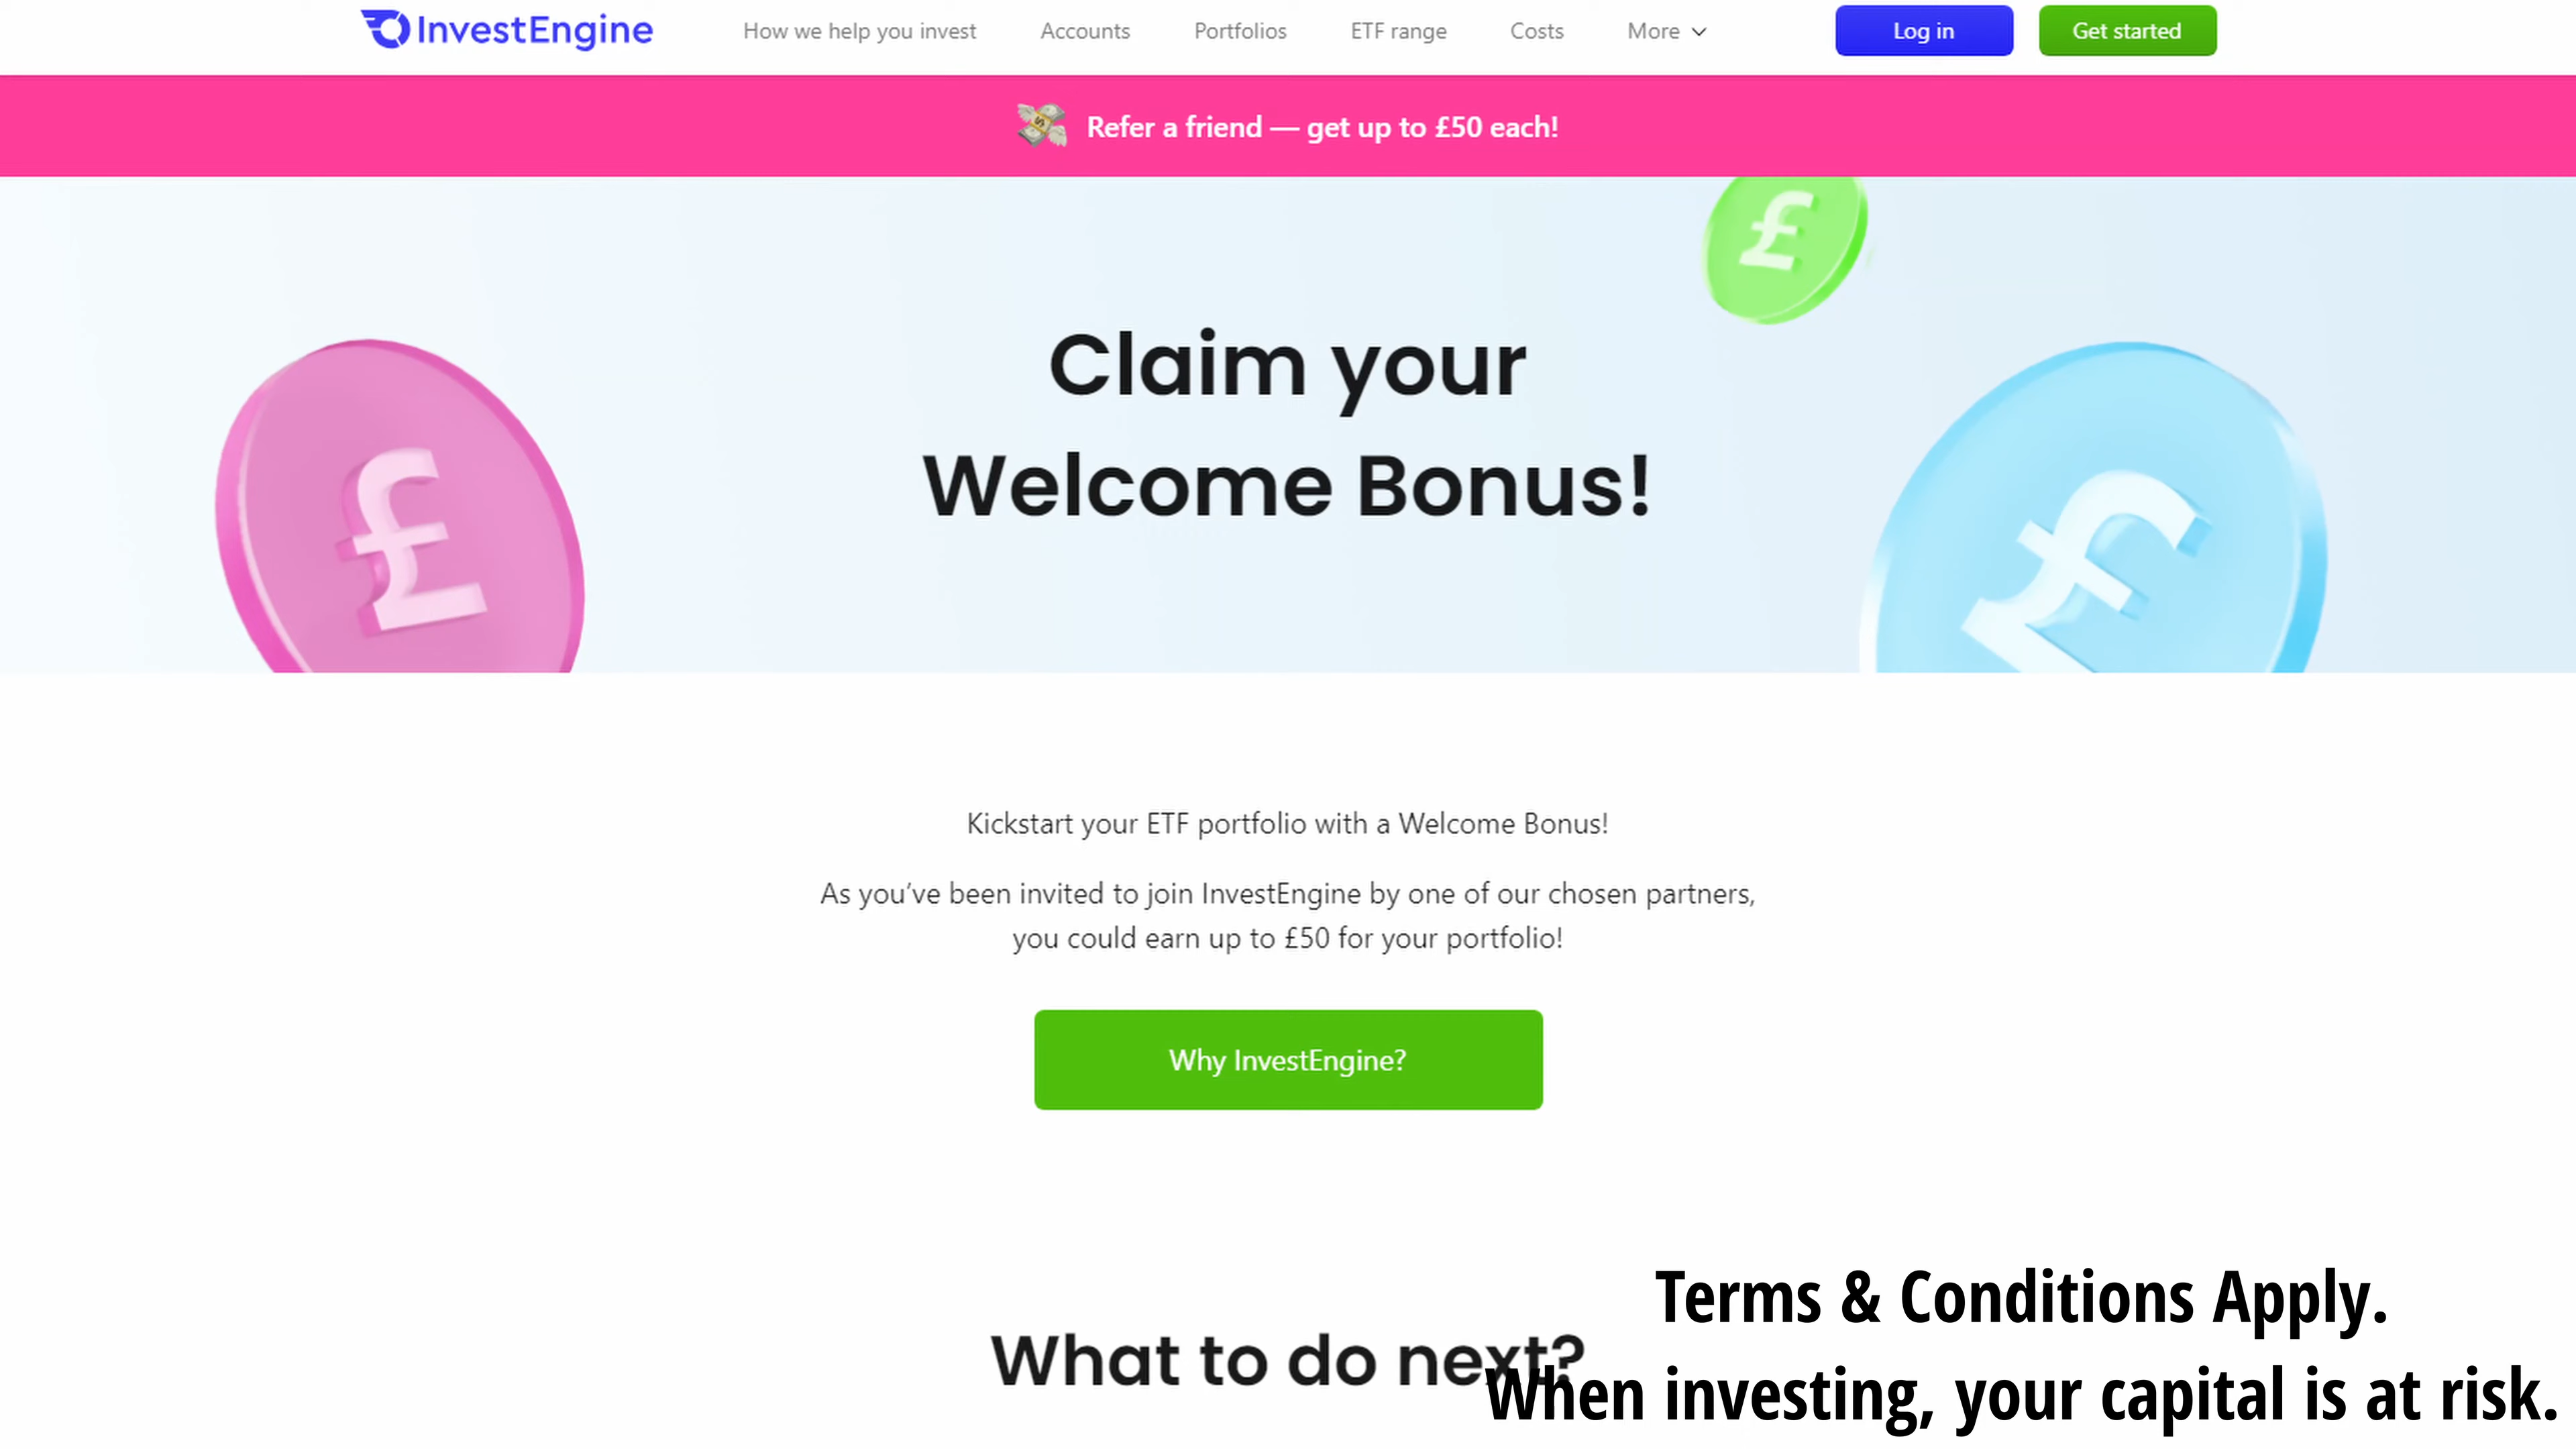 InvestEngine
How we help you invest
Accounts
Portfolios
ETF range
Costs
More
Log in
Get started
Refer a friend — get up to £50 each!
£
Claim your
Welcome Bonus!
£
£
Kickstart your ETF portfolio with a Welcome Bonus!
As you’ve been invited to join InvestEngine by one of our chosen partners,
you could earn up to £50 for your portfolio!
Why InvestEngine?
What to do next?
Terms & Conditions Apply.
When investing, your capital is at risk.